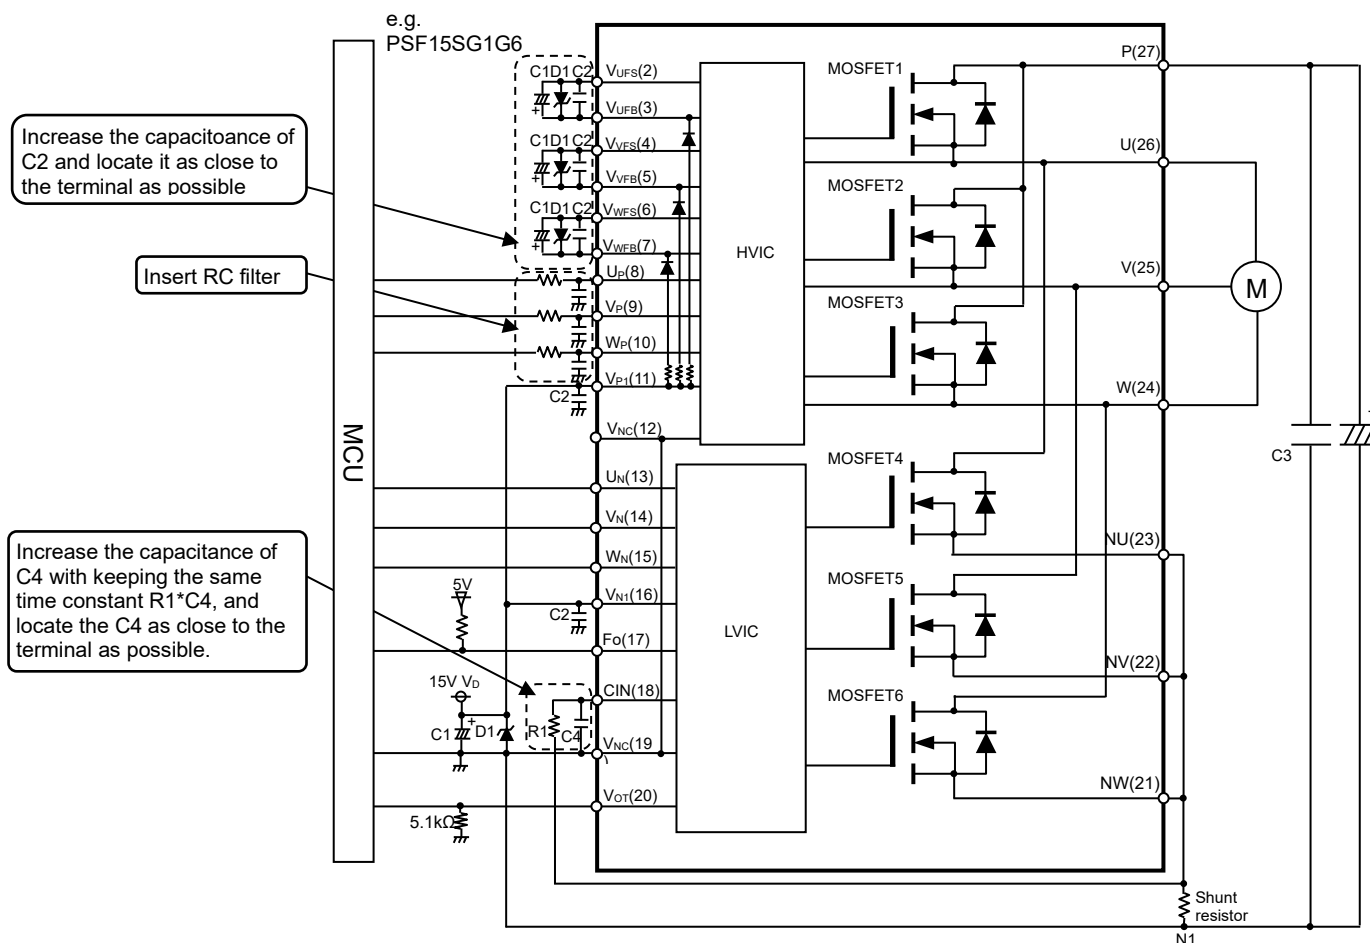 e.g.
PSF15SG1G6
C1D1C2
VUFS(2)
+
VUFB(3)
C1D1C2
VVFS(4)
+
VVFB(5)
C1D1C2
VWFS(6)
+
VWFB(7)
UP(8)
VP(9)
WP(10)
VP1(11)
C2
VNC(12)
UN(13)
VN(14)
WN(15)
VN1(16)
C2
5V
Fo(17)
15V VD
CIN(18)
+
C1
D1
R1
C4
VNC(19
)
VOT(20)
5.1kΩ
Increase the capacitoance of
C2 and locate it as close to
the terminal as possible
Insert RC filter
Increase the capacitance of
C4 with keeping the same
time constant R1*C4, and
locate the C4 as close to the
terminal as possible.
MCU
HVIC
LVIC
MOSFET1
MOSFET2
MOSFET3
MOSFET4
MOSFET5
MOSFET6
P(27)
U(26)
V(25)
W(24)
NU(23)
NV(22)
NW(21)
M
C3
Shunt
resistor
N1